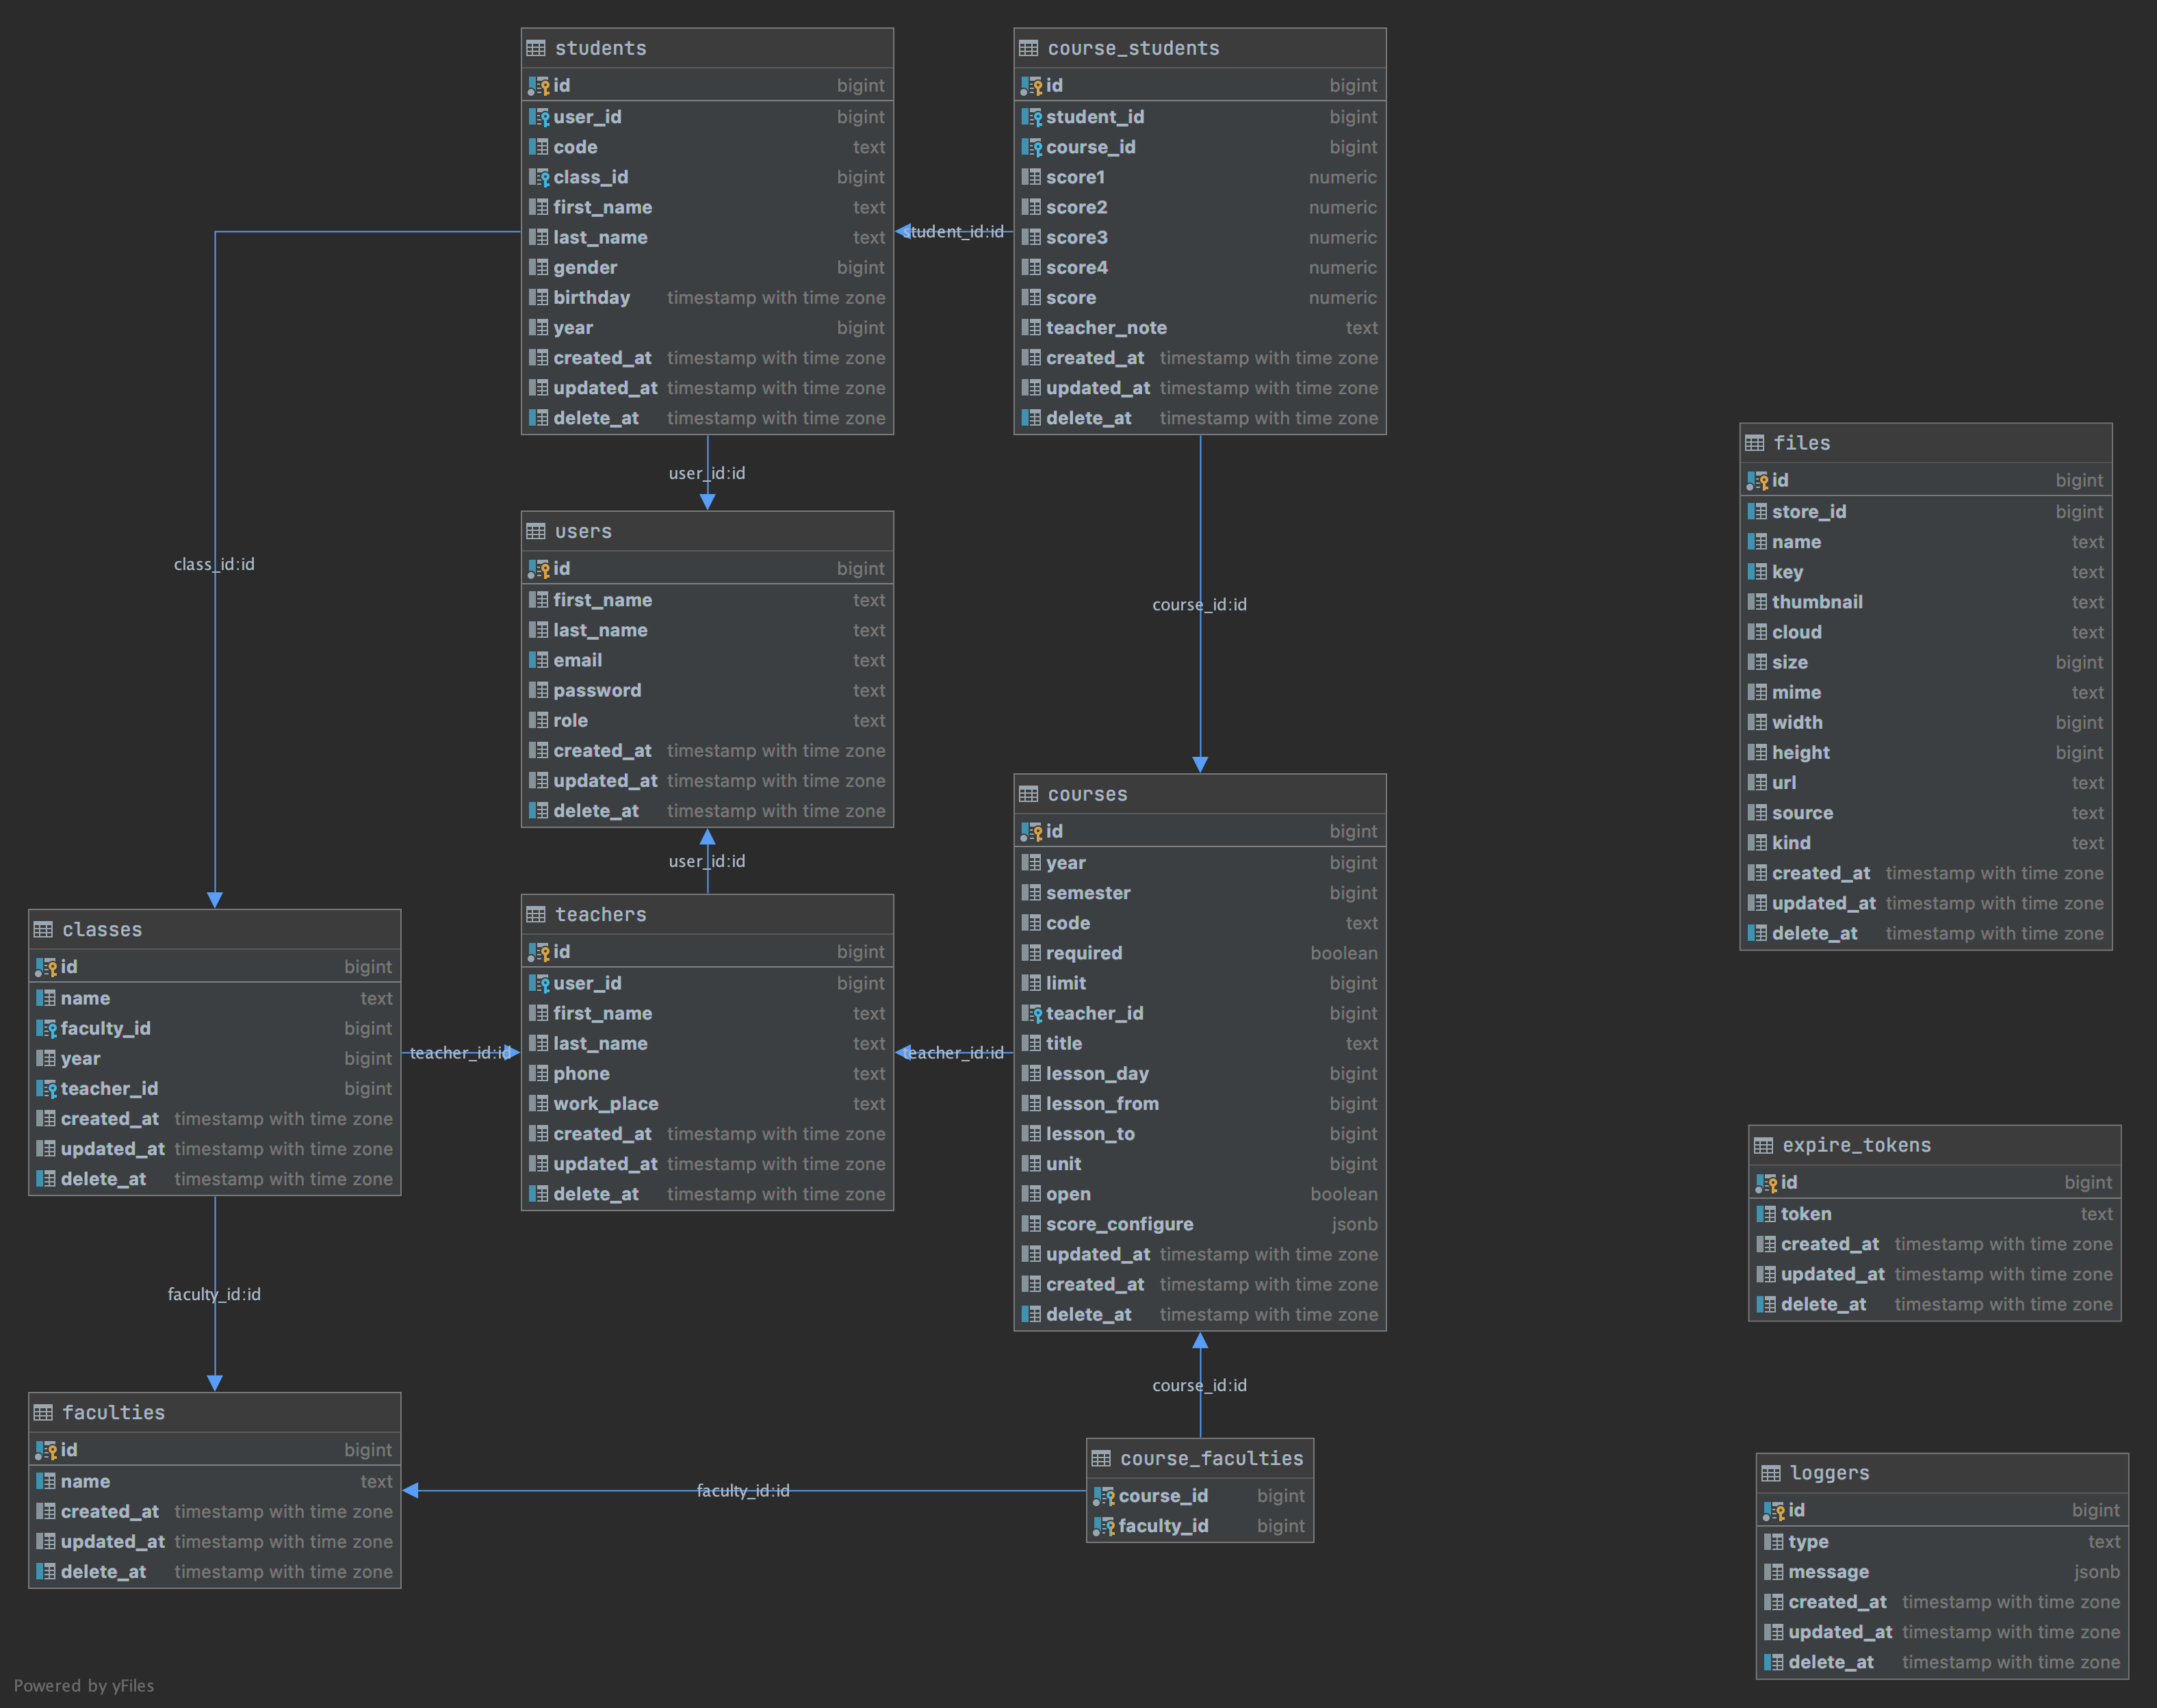 students
id bigint
user_id bigint
code text
class_id bigint
first_name text
last_name text
gender bigint
birthday timestamp with time zone
year bigint
created_at timestamp with time zone
updated_at timestamp with time zone
delete_at timestamp with time zone
course_students
id bigint
student_id bigint
course_id bigint
score1 numeric
score2 numeric
score3 numeric
score4 numeric
score numeric
teacher_note text
created_at timestamp with time zone
updated_at timestamp with time zone
delete_at timestamp with time zone
student_id:id
user_id:id
class_id:id
course_id:id
users
id bigint
first_name text
last_name text
email text
password text
role text
created_at timestamp with time zone
updated_at timestamp with time zone
delete_at timestamp with time zone
user_id:id
files
id bigint
store_id bigint
name text
key text
thumbnail text
cloud text
size bigint
mime text
width bigint
height bigint
url text
source text
kind text
created_at timestamp with time zone
updated_at timestamp with time zone
delete_at timestamp with time zone
classes
id bigint
name text
faculty_id bigint
year bigint
teacher_id bigint
created_at timestamp with time zone
updated_at timestamp with time zone
delete_at timestamp with time zone
teacher_id:id
teachers
id bigint
user_id bigint
first_name text
last_name text
phone text
work_place text
created_at timestamp with time zone
updated_at timestamp with time zone
delete_at timestamp with time zone
teacher_id:id
courses
id bigint
year bigint
semester bigint
code text
required boolean
limit bigint
teacher_id bigint
title text
lesson_day bigint
lesson_from bigint
lesson_to bigint
unit bigint
open boolean
score_configure jsonb
updated_at timestamp with time zone
created_at timestamp with time zone
delete_at timestamp with time zone
expire_tokens
id bigint
token text
created_at timestamp with time zone
updated_at timestamp with time zone
delete_at timestamp with time zone
faculty_id:id
course_id:id
faculties
id bigint
name text
created_at timestamp with time zone
updated_at timestamp with time zone
delete_at timestamp with time zone
faculty_id:id
course_faculties
course_id bigint
faculty_id bigint
loggers
id bigint
type text
message jsonb
created_at timestamp with time zone
updated_at timestamp with time zone
delete_at timestamp with time zone
Powered by yFiles